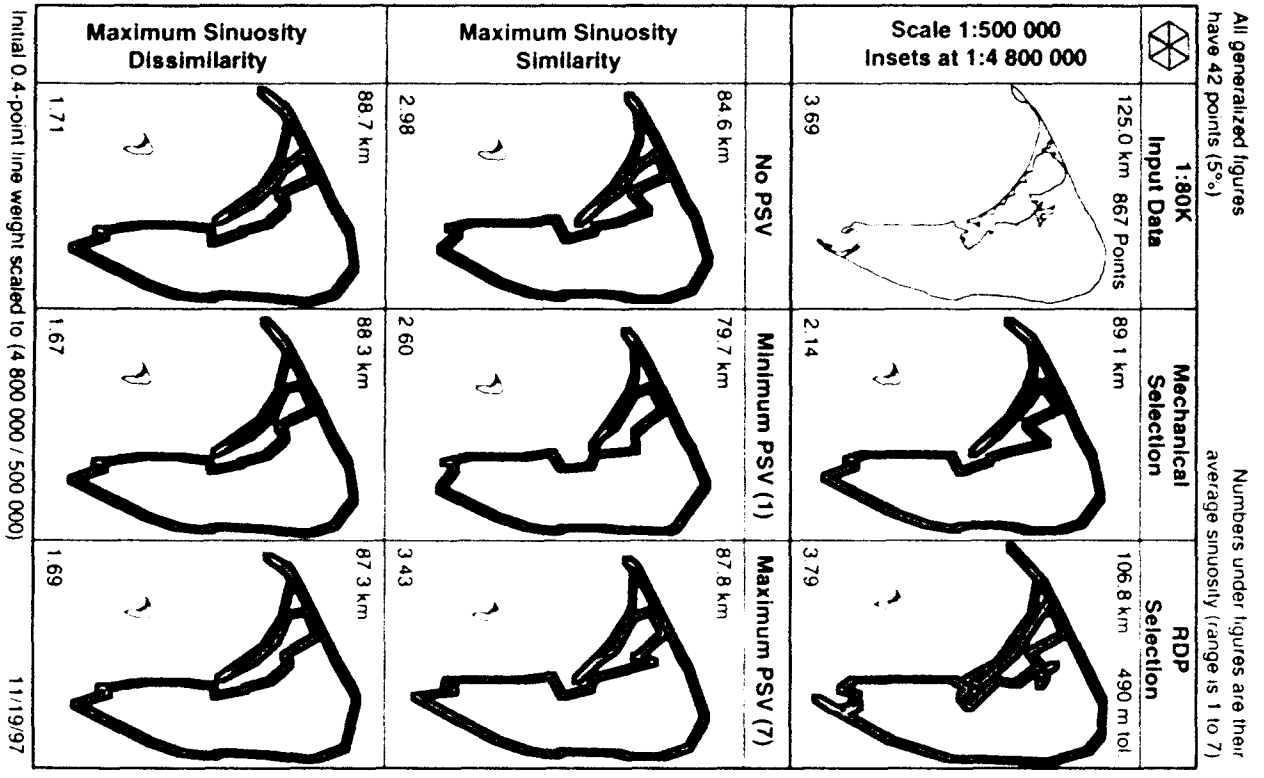 All generalized figures
have 42 points (5%)
Numbers under figures are their
average sinuosity (range is 1 to 7)
1:80K
Input Data
Mechanical
Selection
RDP
Selection
Scale 1:500 000
Insets at 1:4 800 000
125.0 km 867 Points
89.1 km
106.8 km 490 m tol.
3.69
2.14
3.79
No PSV
Minimum PSV (1)
Maximum PSV (7)
Maximum Sinuosity
Similarity
84.6 km
79.7 km
87.8 km
2.98
2.60
3.43
Maximum Sinuosity
Dissimilarity
88.7 km
88.3 km
87.3 km
1.71
1.67
1.69
Initial 0.4-point line weight scaled to (4 800 000 / 500 000)
11/19/97